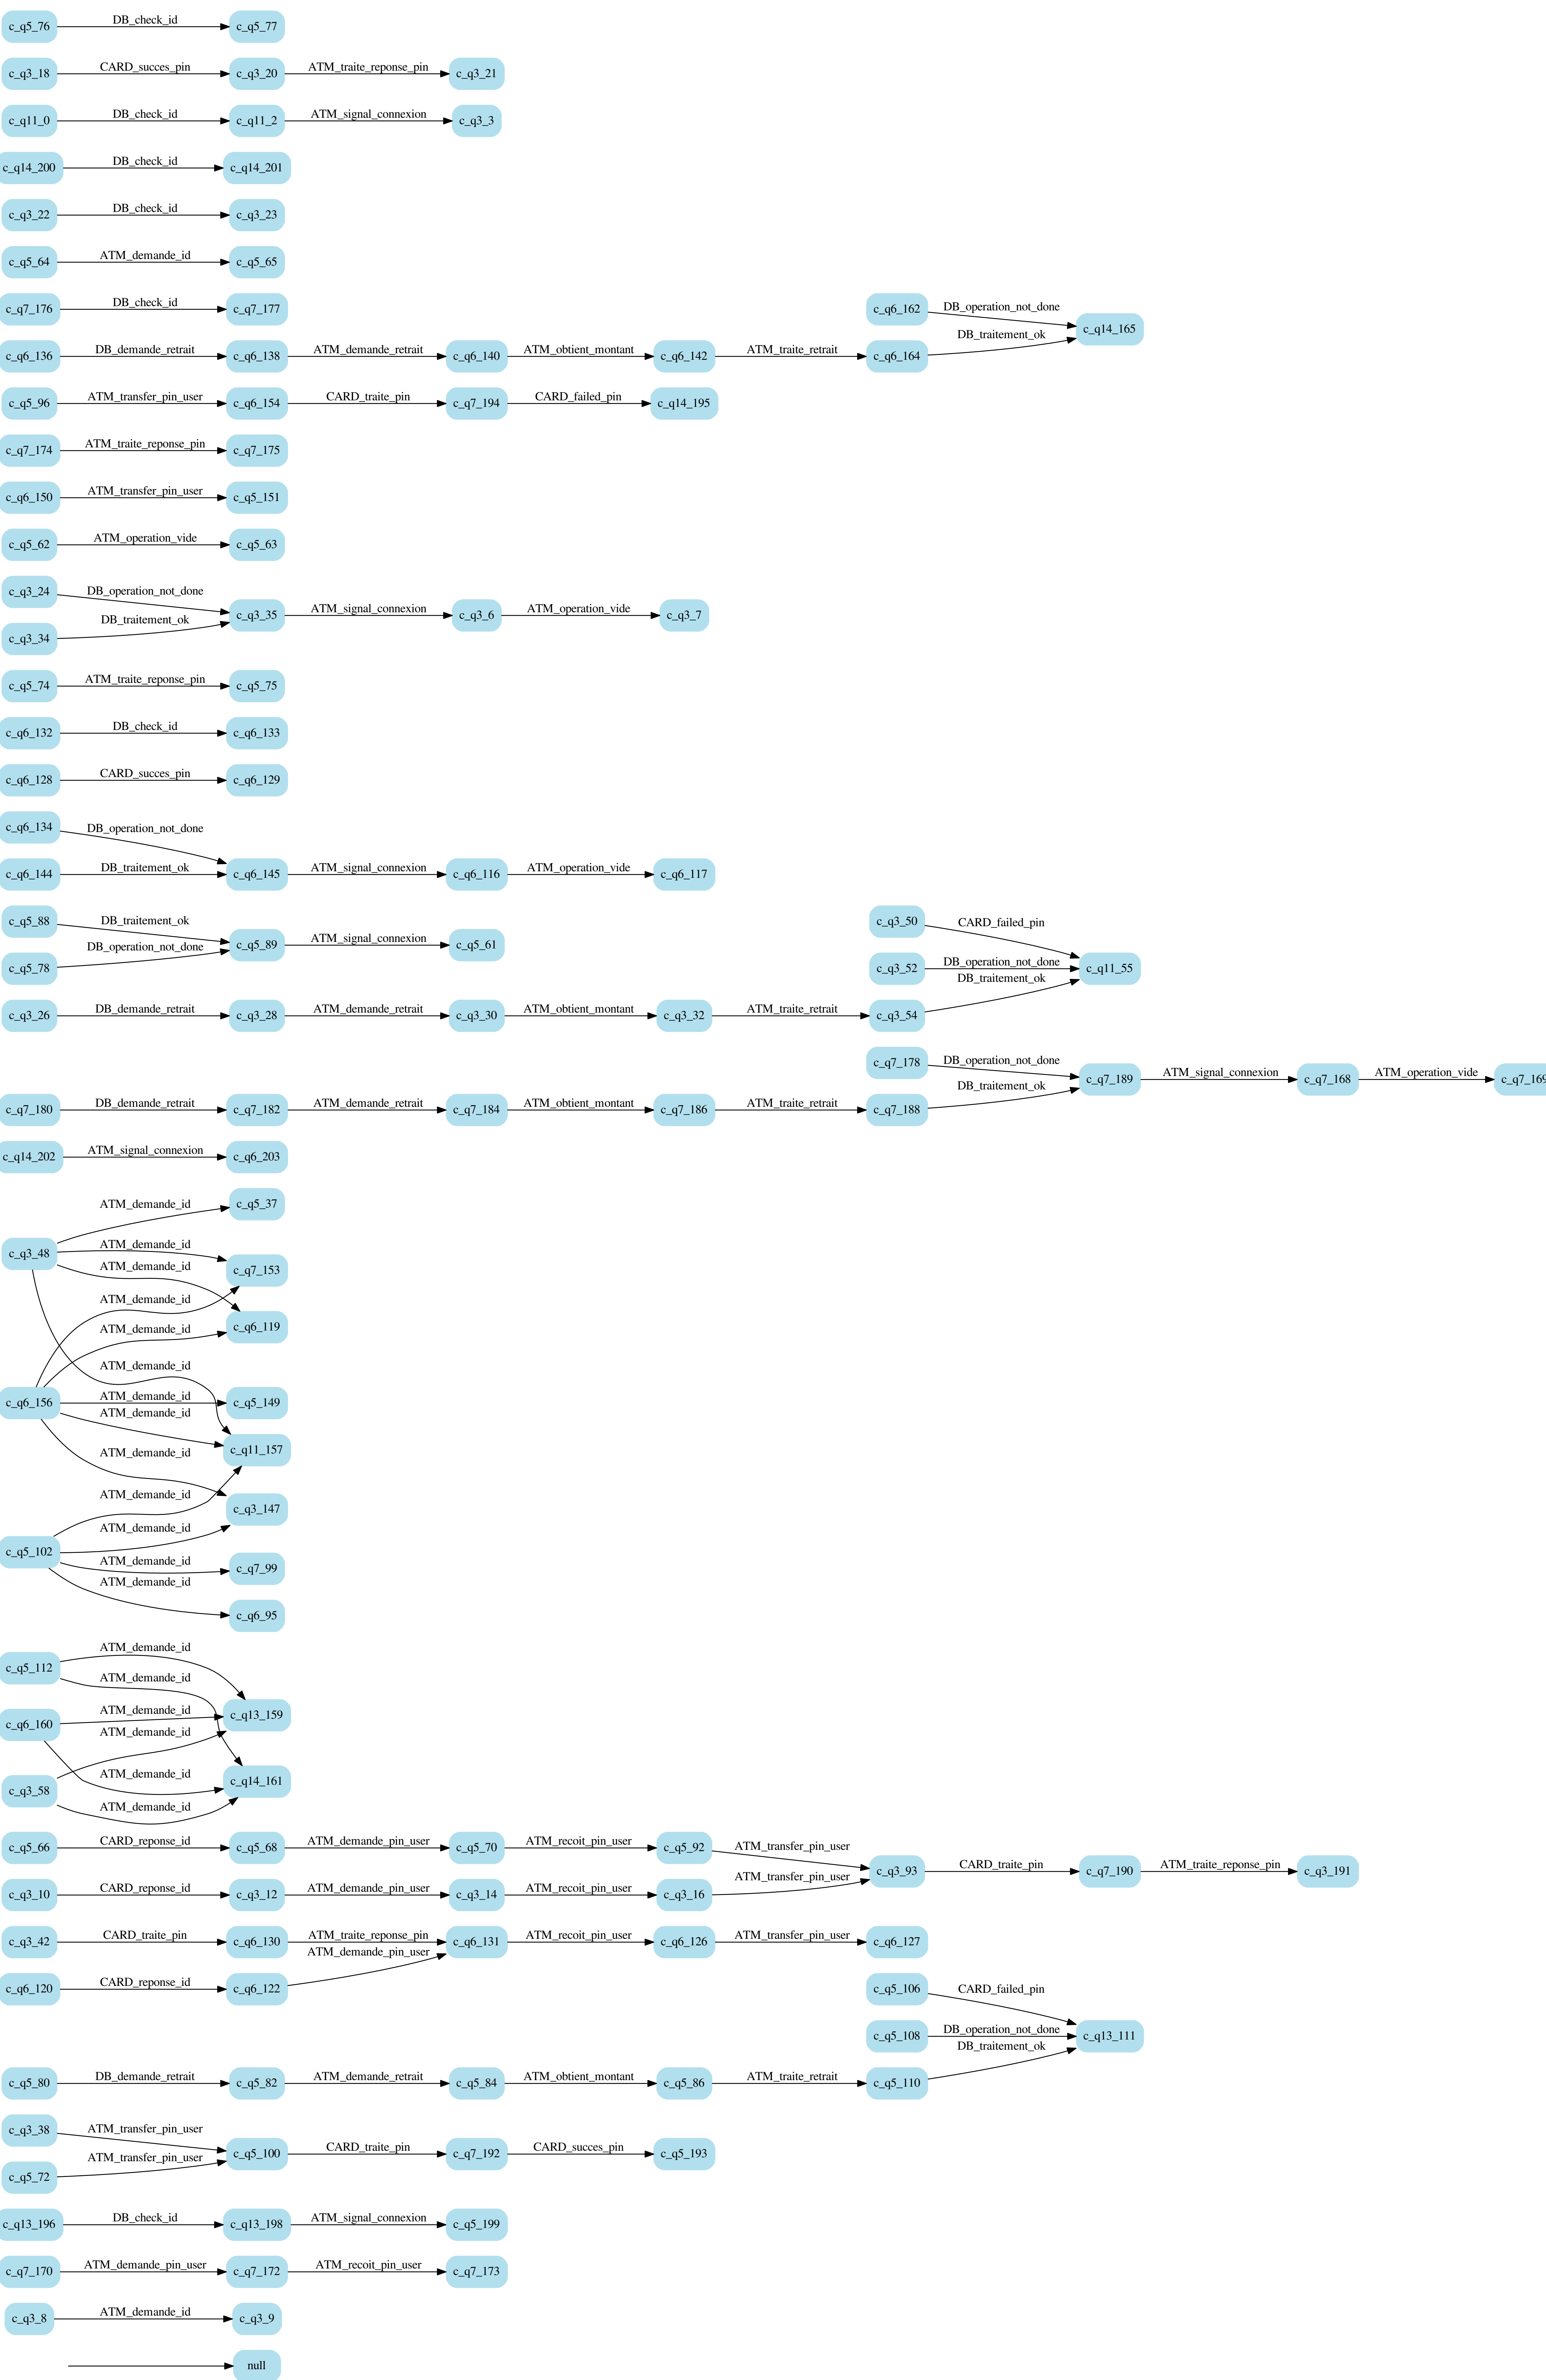 c_q5_76 DB_check_id c_q5_77
c_q3_18 CARD_succes_pin c_q3_20 ATM_traite_reponse_pin c_q3_21
c_q11_0 DB_check_id c_q11_2 ATM_signal_connexion c_q3_3
c_q14_200 DB_check_id c_q14_201
c_q3_22 DB_check_id c_q3_23
c_q5_64 ATM_demande_id c_q5_65
c_q7_176 DB_check_id c_q7_177 c_q6_162 DB_operation_not_done
c_q14_165
c_q6_136 DB_demande_retrait c_q6_138 ATM_demande_retrait c_q6_140 ATM_obtient_montant c_q6_142 ATM_traite_retrait c_q6_164 DB_traitement_ok
c_q5_96 ATM_transfer_pin_user c_q6_154 CARD_traite_pin c_q7_194 CARD_failed_pin c_q14_195
c_q7_174 ATM_traite_reponse_pin c_q7_175
c_q6_150 ATM_transfer_pin_user c_q5_151
c_q5_62 ATM_operation_vide c_q5_63
c_q3_24 DB_operation_not_done
c_q3_35 ATM_signal_connexion c_q3_6 ATM_operation_vide c_q3_7
c_q3_34 DB_traitement_ok
c_q5_74 ATM_traite_reponse_pin c_q5_75
c_q6_132 DB_check_id c_q6_133
c_q6_128 CARD_succes_pin c_q6_129
c_q6_134 DB_operation_not_done
c_q6_144 DB_traitement_ok c_q6_145 ATM_signal_connexion c_q6_116 ATM_operation_vide c_q6_117
c_q5_88 DB_traitement_ok c_q3_50 CARD_failed_pin
c_q5_89 ATM_signal_connexion c_q5_61
c_q5_78 DB_operation_not_done c_q3_52 DB_operation_not_done c_q11_55
c_q3_26 DB_demande_retrait c_q3_28 ATM_demande_retrait c_q3_30 ATM_obtient_montant c_q3_32 ATM_traite_retrait c_q3_54 DB_traitement_ok
c_q7_178 DB_operation_not_done
c_q7_189 ATM_signal_connexion c_q7_168 ATM_operation_vide c_q7_169
c_q7_180 DB_demande_retrait c_q7_182 ATM_demande_retrait c_q7_184 ATM_obtient_montant c_q7_186 ATM_traite_retrait c_q7_188 DB_traitement_ok
c_q14_202 ATM_signal_connexion c_q6_203
ATM_demande_id c_q5_37
c_q3_48 ATM_demande_id
ATM_demande_id c_q7_153
ATM_demande_id
ATM_demande_id c_q6_119
ATM_demande_id
c_q6_156 ATM_demande_id c_q5_149
ATM_demande_id
ATM_demande_id c_q11_157
ATM_demande_id c_q3_147
ATM_demande_id
c_q5_102 ATM_demande_id c_q7_99
ATM_demande_id
c_q6_95
ATM_demande_id
c_q5_112 ATM_demande_id
c_q6_160 ATM_demande_id c_q13_159
ATM_demande_id
ATM_demande_id c_q14_161
c_q3_58 ATM_demande_id
c_q5_66 CARD_reponse_id c_q5_68 ATM_demande_pin_user c_q5_70 ATM_recoit_pin_user c_q5_92 ATM_transfer_pin_user
c_q3_93 CARD_traite_pin c_q7_190 ATM_traite_reponse_pin c_q3_191
c_q3_10 CARD_reponse_id c_q3_12 ATM_demande_pin_user c_q3_14 ATM_recoit_pin_user c_q3_16 ATM_transfer_pin_user
c_q3_42 CARD_traite_pin c_q6_130 ATM_traite_reponse_pin c_q6_131 ATM_recoit_pin_user c_q6_126 ATM_transfer_pin_user c_q6_127
c_q6_120 CARD_reponse_id c_q6_122 ATM_demande_pin_user c_q5_106 CARD_failed_pin
c_q5_108 DB_operation_not_done c_q13_111
c_q5_80 DB_demande_retrait c_q5_82 ATM_demande_retrait c_q5_84 ATM_obtient_montant c_q5_86 ATM_traite_retrait c_q5_110 DB_traitement_ok
c_q3_38 ATM_transfer_pin_user
c_q5_100 CARD_traite_pin c_q7_192 CARD_succes_pin c_q5_193
c_q5_72 ATM_transfer_pin_user
c_q13_196 DB_check_id c_q13_198 ATM_signal_connexion c_q5_199
c_q7_170 ATM_demande_pin_user c_q7_172 ATM_recoit_pin_user c_q7_173
c_q3_8 ATM_demande_id c_q3_9
null